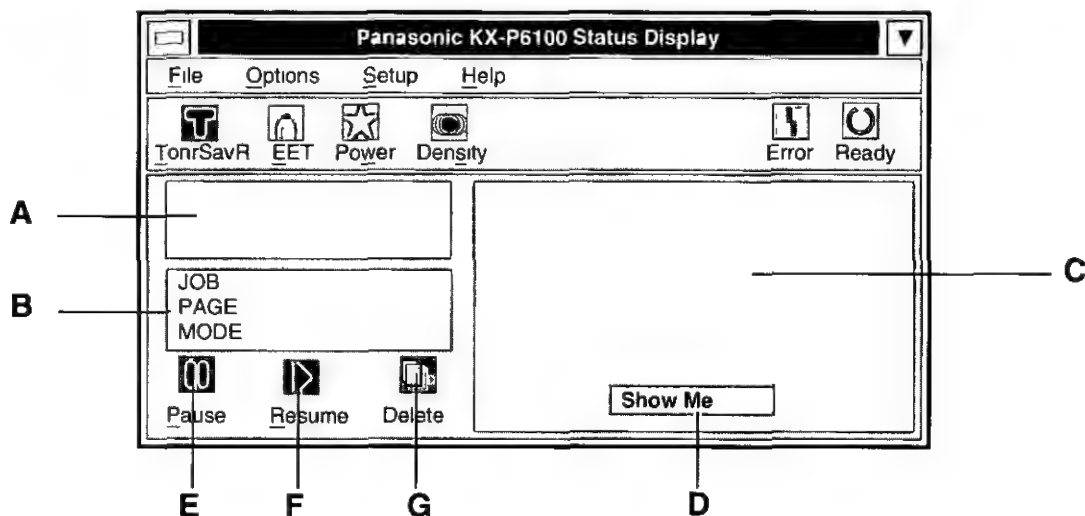 Panasonic KX-P6100 Status Display
File Options Setup Help
TonrSavR EET Power Density Error Ready
A
B
JOB
PAGE
MODE
C
Pause Resume Delete
Show Me
E F G D